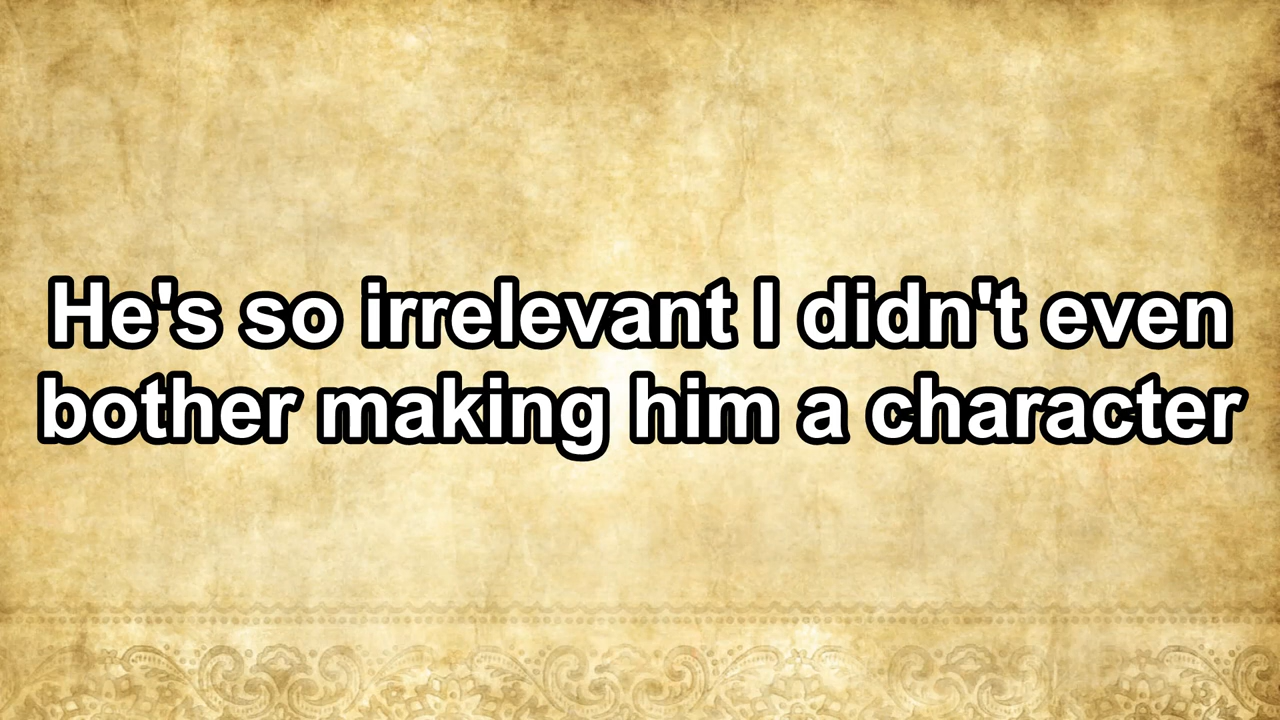 He's so irrelevant I didn't even
bother making him a character